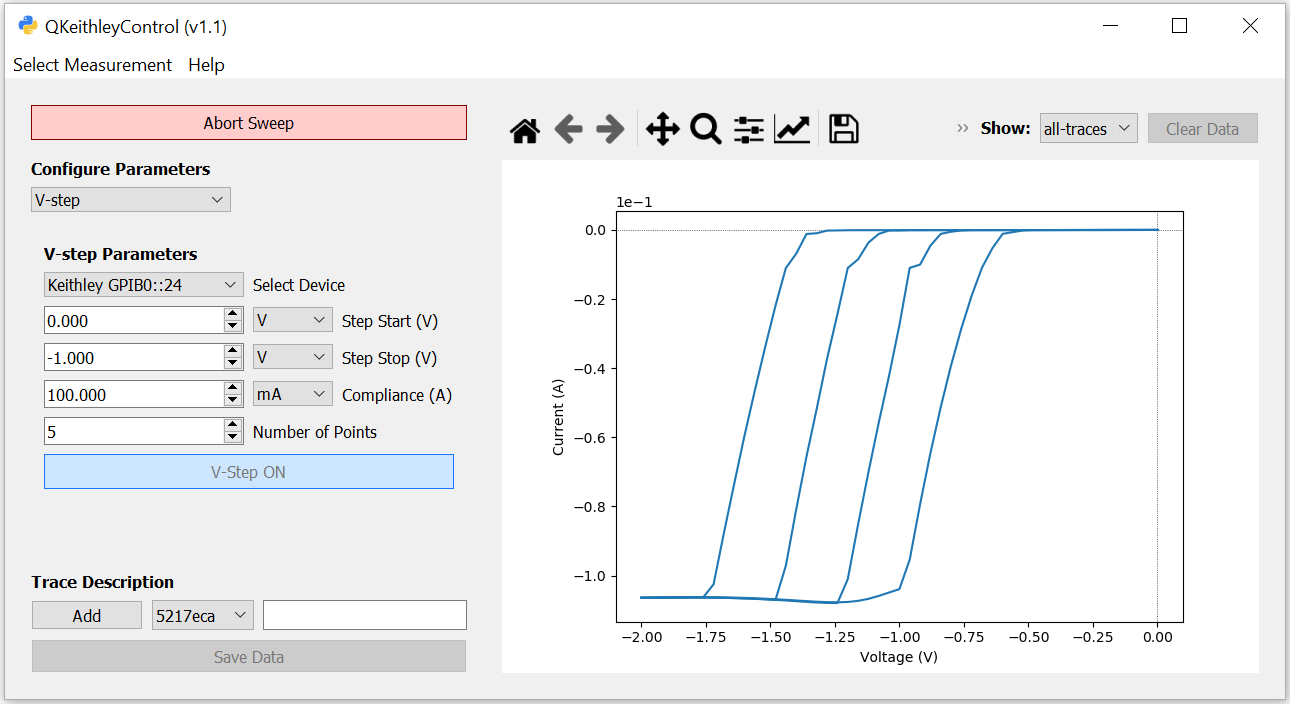 QKeithleyControl (v1.1)
Select Measurement Help
Abort Sweep
Configure Parameters
V-step
V-step Parameters
Keithley GPIB0::24 Select Device
0.000 V Step Start (V)
-1.000 V Step Stop (V)
100.000 mA Compliance (A)
5 Number of Points
V-Step ON
Trace Description
Add 5217eca
Save Data
Show: all-traces Clear Data
1e−1
0.0
−0.2
−0.4
−0.6
−0.8
−1.0
Current (A)
−2.00 −1.75 −1.50 −1.25 −1.00 −0.75 −0.50 −0.25 0.00
Voltage (V)